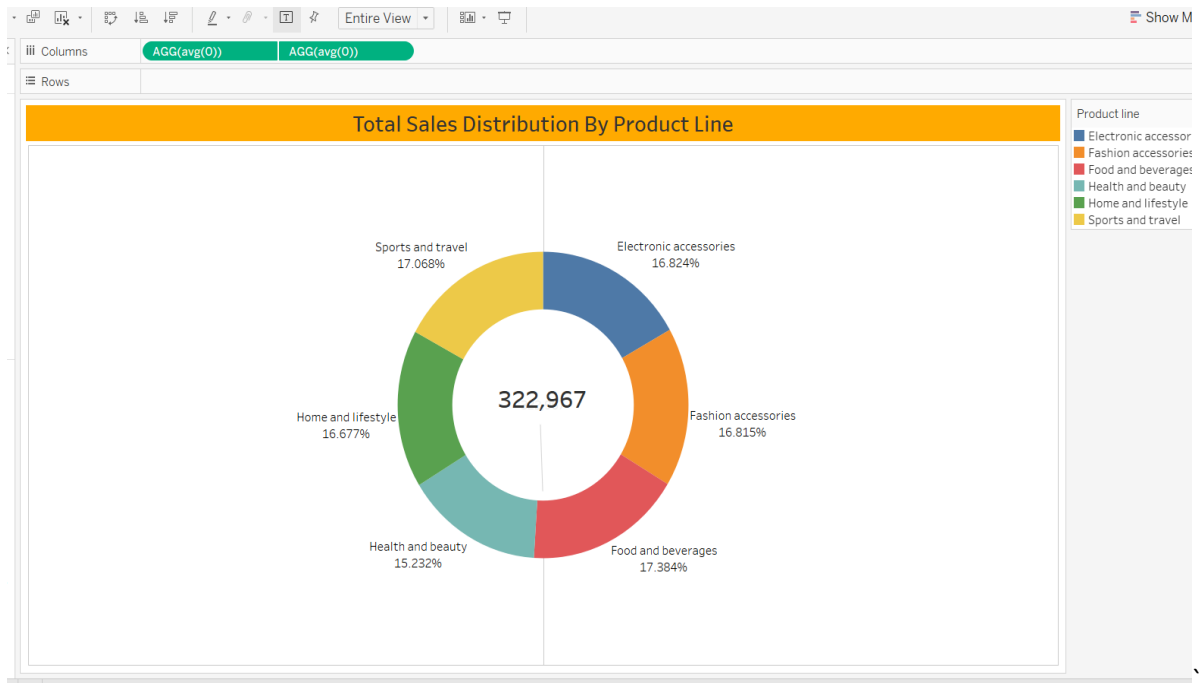 Entire View
Show M
iii Columns
AGG(avg(0))
AGG(avg(0))
Rows
Total Sales Distribution By Product Line
Product line
Electronic accessor
Fashion accessories
Food and beverages
Health and beauty
Home and lifestyle
Sports and travel
Sports and travel
17.068%
Electronic accessories
16.824%
322,967
Home and lifestyle
16.677%
Fashion accessories
16.815%
Health and beauty
15.232%
Food and beverages
17.384%